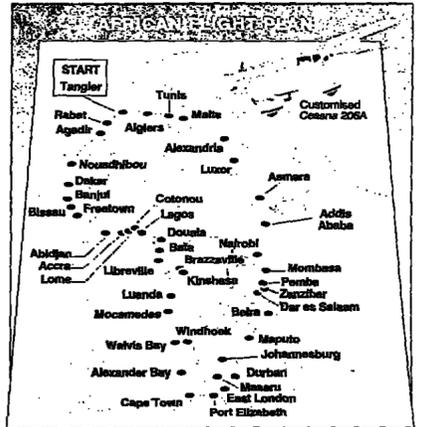 AFRICAN FLIGHT PLAN
START
Tangier
Tunis
Rabat
Malta
Agadir
Algiers
Customised
Cessna 206A
Alexandria
Luxor
Nouadhibou
Asmara
Dakar
Banjul
Cotonou
Bissau
Freetown
Lagos
Addis
Ababa
Douala
Nairobi
Abidjan
Bata
Accra
Brazzaville
Mombasa
Lome
Libreville
Kinshasa
Pemba
Zanzibar
Luanda
Dar es Salaam
Mocamedes
Beira
Windhoek
Walvis Bay
Maputo
Johannesburg
Alexander Bay
Durban
Maseru
Cape Town
East London
Port Elizabeth